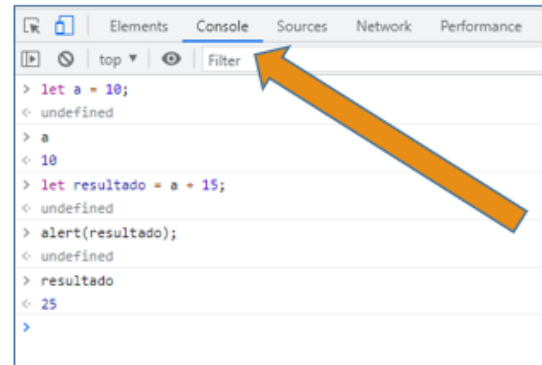 Elements Console Sources Network Performance
top ▼ Filter
> let a = 10;
< undefined
> a
< 10
> let resultado = a + 15;
< undefined
> alert(resultado);
< undefined
> resultado
< 25
>